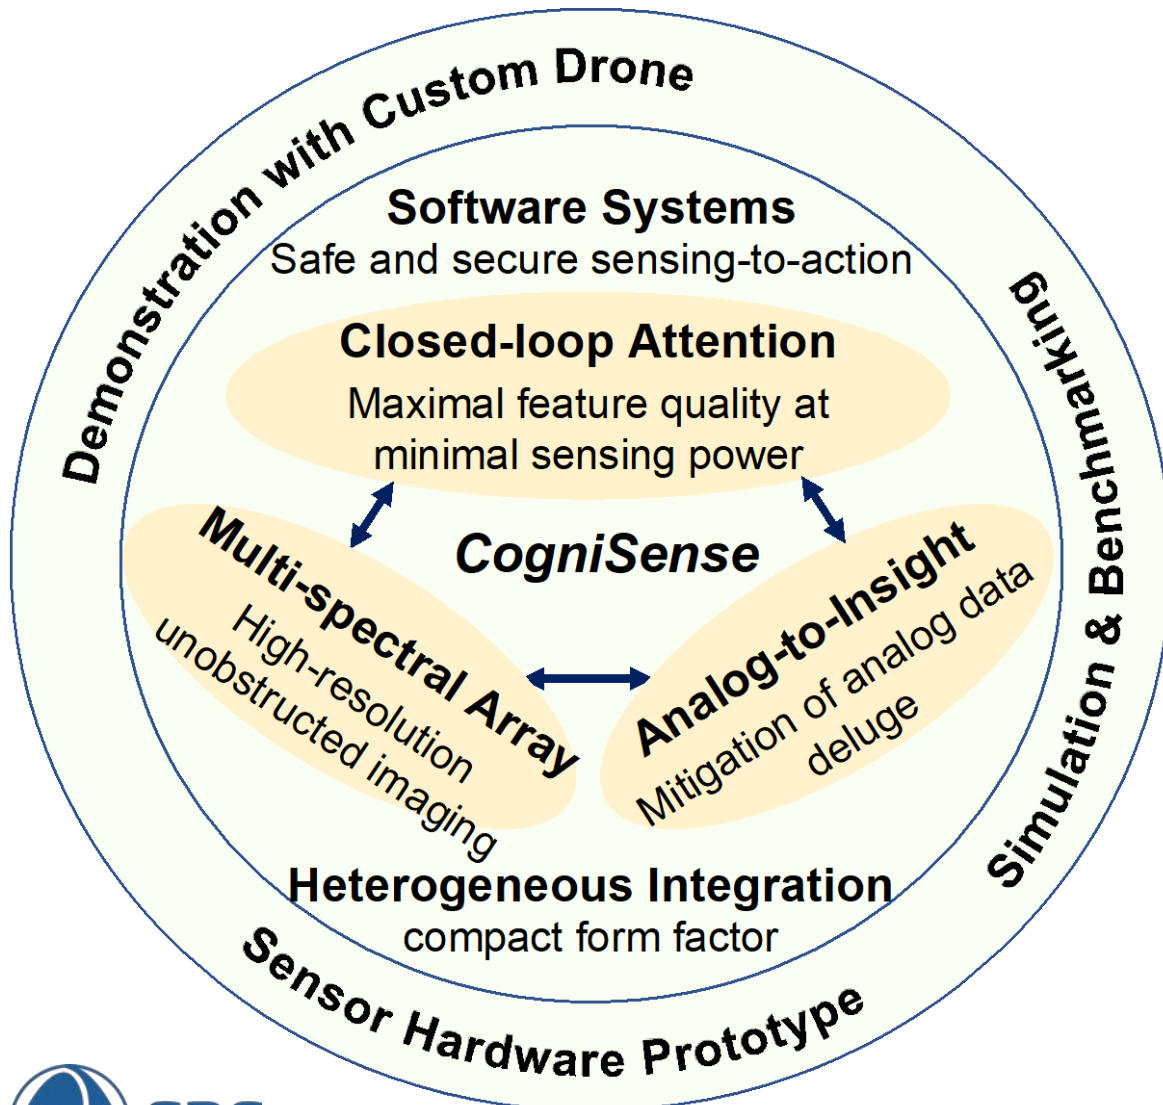 Demonstration with Custom Drone
Software Systems
Safe and secure sensing-to-action
Closed-loop Attention
Maximal feature quality at
minimal sensing power
CogniSense
Multi-spectral Array
High-resolution
unobstructed imaging
Analog-to-Insight
Mitigation of analog data
deluge
Heterogeneous Integration
compact form factor
Simulation & Benchmarking
Sensor Hardware Prototype